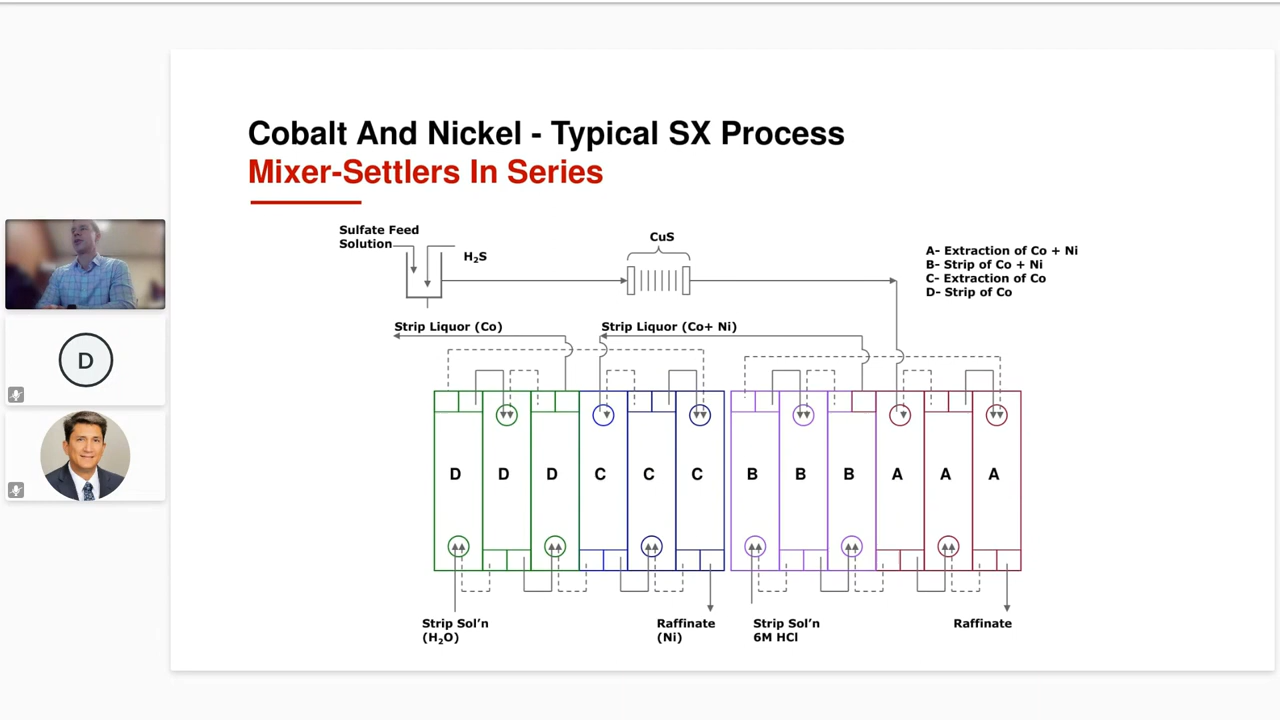 Cobalt And Nickel - Typical SX Process
Mixer-Settlers In Series
Sulfate Feed
Solution
H₂S
CuS
A- Extraction of Co + Ni
B- Strip of Co + Ni
C- Extraction of Co
D- Strip of Co
Strip Liquor (Co)
Strip Liquor (Co+ Ni)
D
D D D C C C B B B A A A
Strip Sol’n
(H₂O)
Raffinate
(Ni)
Strip Sol’n
6M HCl
Raffinate